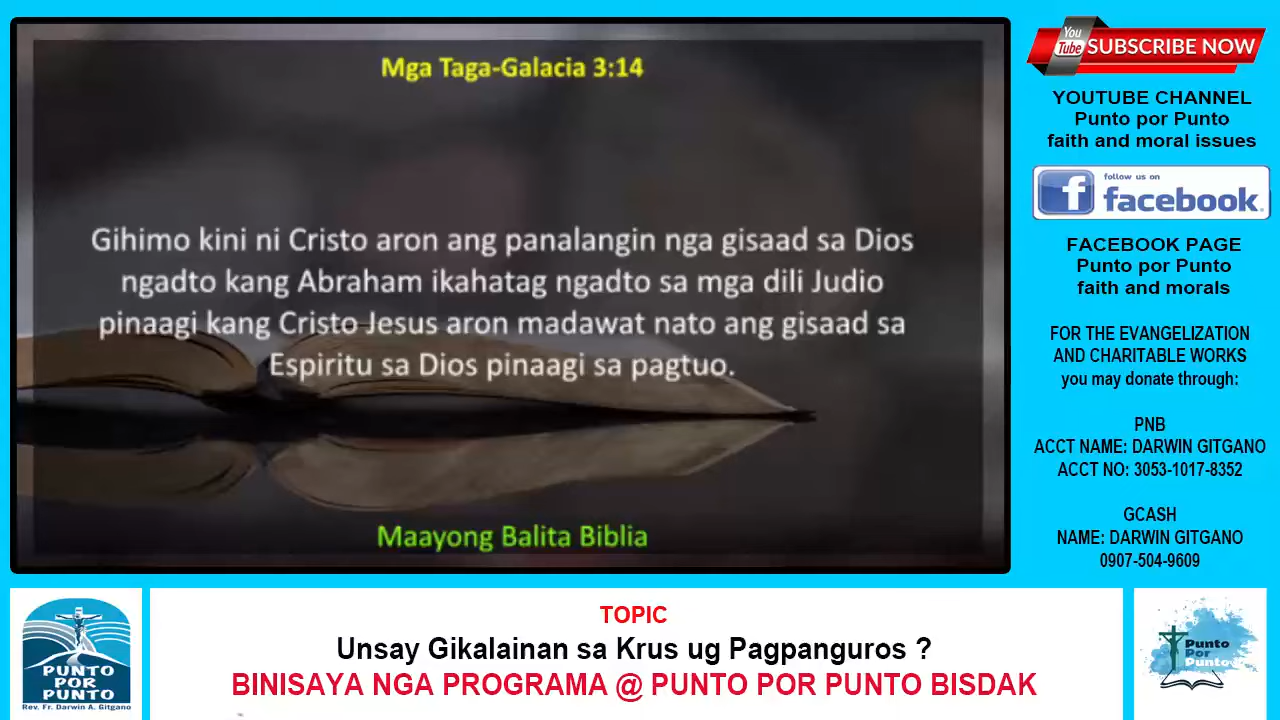 Mga Taga-Galacia 3:14
Gihimo kini ni Cristo aron ang panalangin nga gisaad sa Dios
ngadto kang Abraham ikahatag ngadto sa mga dili Judio
pinaagi kang Cristo Jesus aron madawat nato ang gisaad sa
Espiritu sa Dios pinaagi sa pagtuo.
Maayong Balita Biblia
You
Tube SUBSCRIBE NOW
YOUTUBE CHANNEL
Punto por Punto
faith and moral issues
follow us on
facebook.
FACEBOOK PAGE
Punto por Punto
faith and morals
FOR THE EVANGELIZATION
AND CHARITABLE WORKS
you may donate through:
PNB
ACCT NAME: DARWIN GITGANO
ACCT NO: 3053-1017-8352
GCASH
NAME: DARWIN GITGANO
0907-504-9609
PUNTO
POR
PUNTO
Rev. Fr. Darwin A. Gitgano
TOPIC
Unsay Gikalainan sa Krus ug Pagpanguros ?
BINISAYA NGA PROGRAMA @ PUNTO POR PUNTO BISDAK
Punto
Por
Punto